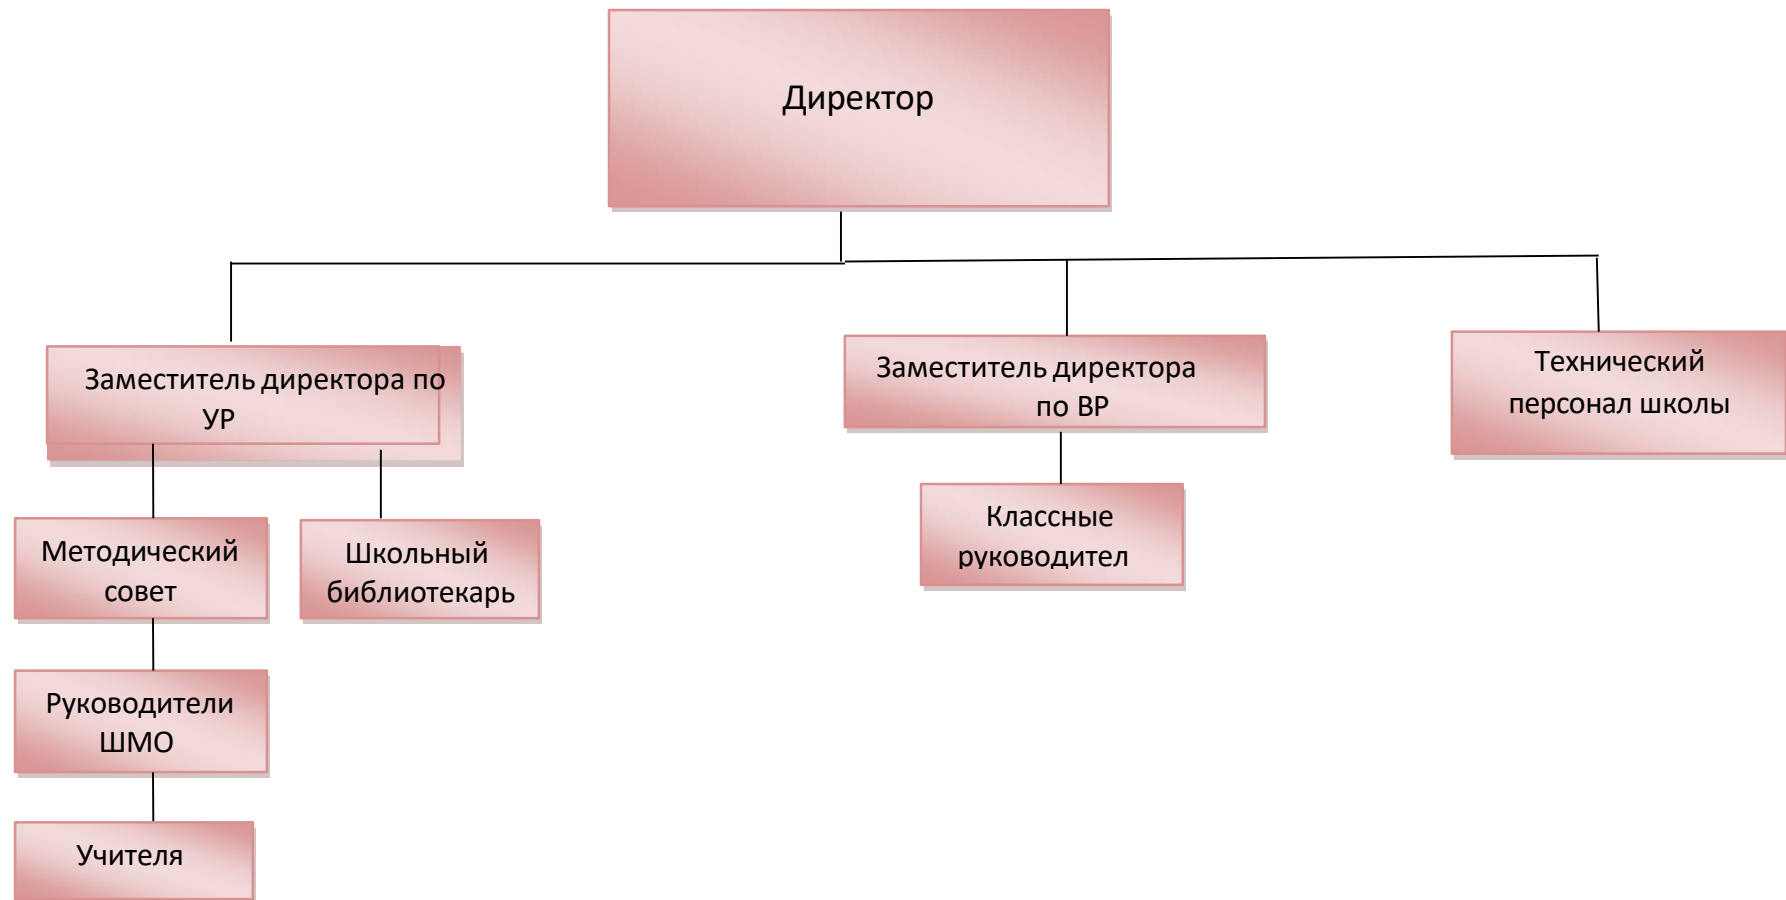 Директор
Заместитель директора по
УР
Заместитель директора
по ВР
Технический
персонал школы
Методический
совет
Школьный
библиотекарь
Классные
руководител
Руководители
ШМО
Учителя